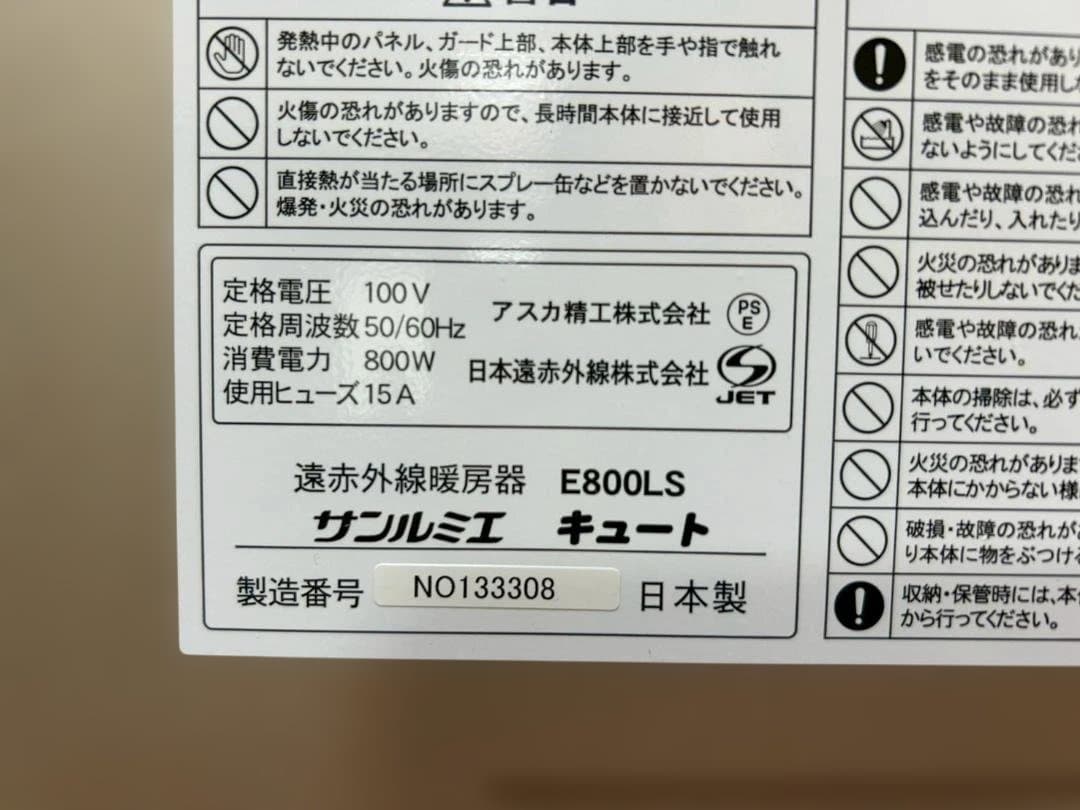 発熱中のパネル、ガード上部、本体上部を手や指で触れ
ないでください。火傷の恐れがあります。
火傷の恐れがありますので、長時間本体に接近して使用
しないでください。
直接熱が当たる場所にスプレー缶などを置かないでください。
爆発・火災の恐れがあります。
定格電圧 100V
定格周波数 50/60Hz
消費電力 800W
使用ヒューズ 15A
アスカ精工株式会社
PS
E
日本遠赤外線株式会社
JET
遠赤外線暖房器 E800LS
サンルミエ キュート
製造番号 NO133308 日本製
感電の恐れがあり
をそのまま使用し
感電や故障の恐れ
ないようにしてくだ
感電や故障の恐れ
込んだり、入れたり
火災の恐れがありま
被せたりしないでくだ
感電や故障の恐れ
いでください。
本体の掃除は、必ず
行ってください。
火災の恐れがありま
本体にかからない様
破損・故障の恐れが
り本体に物をぶつける
収納・保管時には、本
から行ってください。